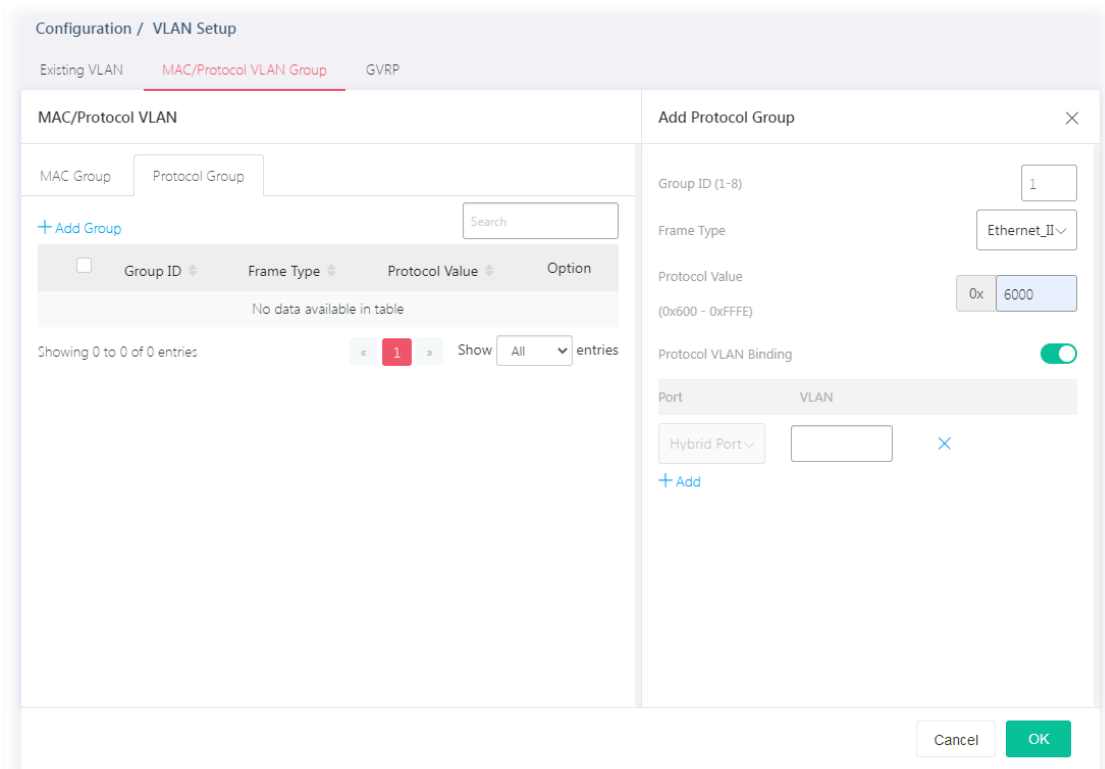 Configuration / VLAN Setup
Existing VLAN MAC/Protocol VLAN Group GVRP
MAC/Protocol VLAN
MAC Group Protocol Group
+ Add Group Search
Group ID Frame Type Protocol Value Option
No data available in table
Showing 0 to 0 of 0 entries « 1 » Show All entries
Add Protocol Group
Group ID (1-8) 1
Frame Type Ethernet_II
Protocol Value
(0x600 - 0xFFFE) 0x 6000
Protocol VLAN Binding
Port VLAN
Hybrid Port
+ Add
Cancel OK